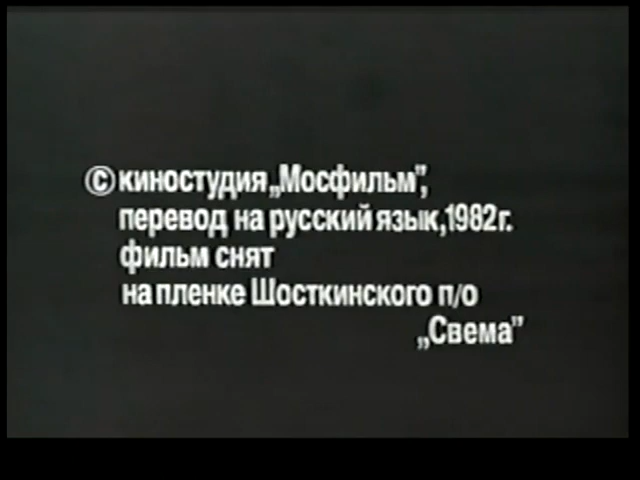 © киностудия „Мосфильм”,
перевод на русский язык, 1982 г.
фильм снят
на пленке Шосткинского п/о
„Свема”